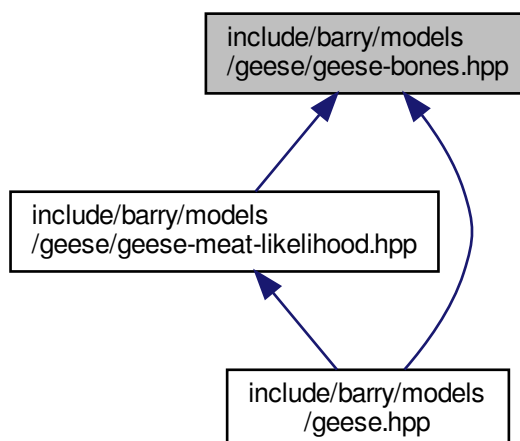 include/barry/models
/geese/geese-bones.hpp
include/barry/models
/geese/geese-meat-likelihood.hpp
include/barry/models
/geese.hpp